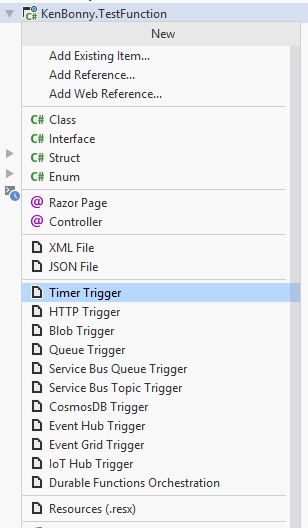 KenBonny.TestFunction
New
Add Existing Item...
Add Reference...
Add Web Reference...
C# Class
C# Interface
C# Struct
C# Enum
@ Razor Page
@ Controller
XML File
JSON File
Timer Trigger
HTTP Trigger
Blob Trigger
Queue Trigger
Service Bus Queue Trigger
Service Bus Topic Trigger
CosmosDB Trigger
Event Hub Trigger
Event Grid Trigger
IoT Hub Trigger
Durable Functions Orchestration
Resources (.resx)